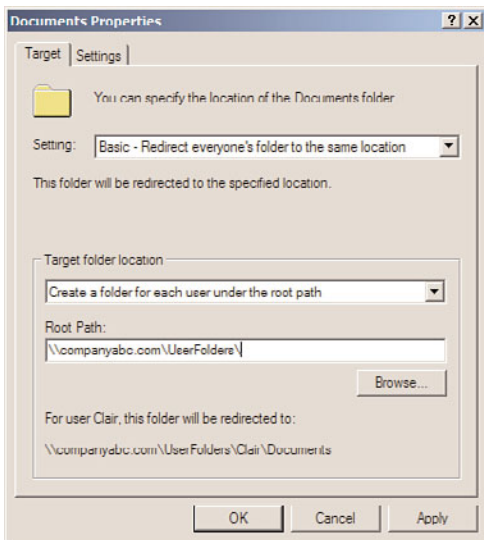 Documents Properties
Target
Settings
You can specify the location of the Documents folder
Setting:
Basic - Redirect everyone's folder to the same location
This folder will be redirected to the specified location.
Target folder location
Create a folder for each user under the root path
Root Path:
\\companyabc.com\UserFolders\
Browse...
For user Clair, this folder will be redirected to:
\\companyabc.com\UserFolders\Clair\Documents
OK
Cancel
Apply